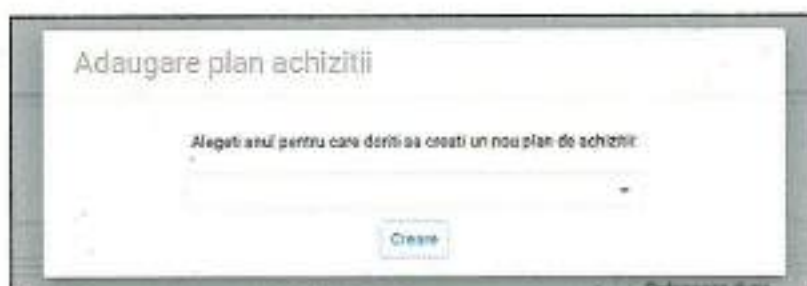 Adaugare plan achizitii
Alegeti anul pentru care doriti sa creati un nou plan de achizitii:
Creare